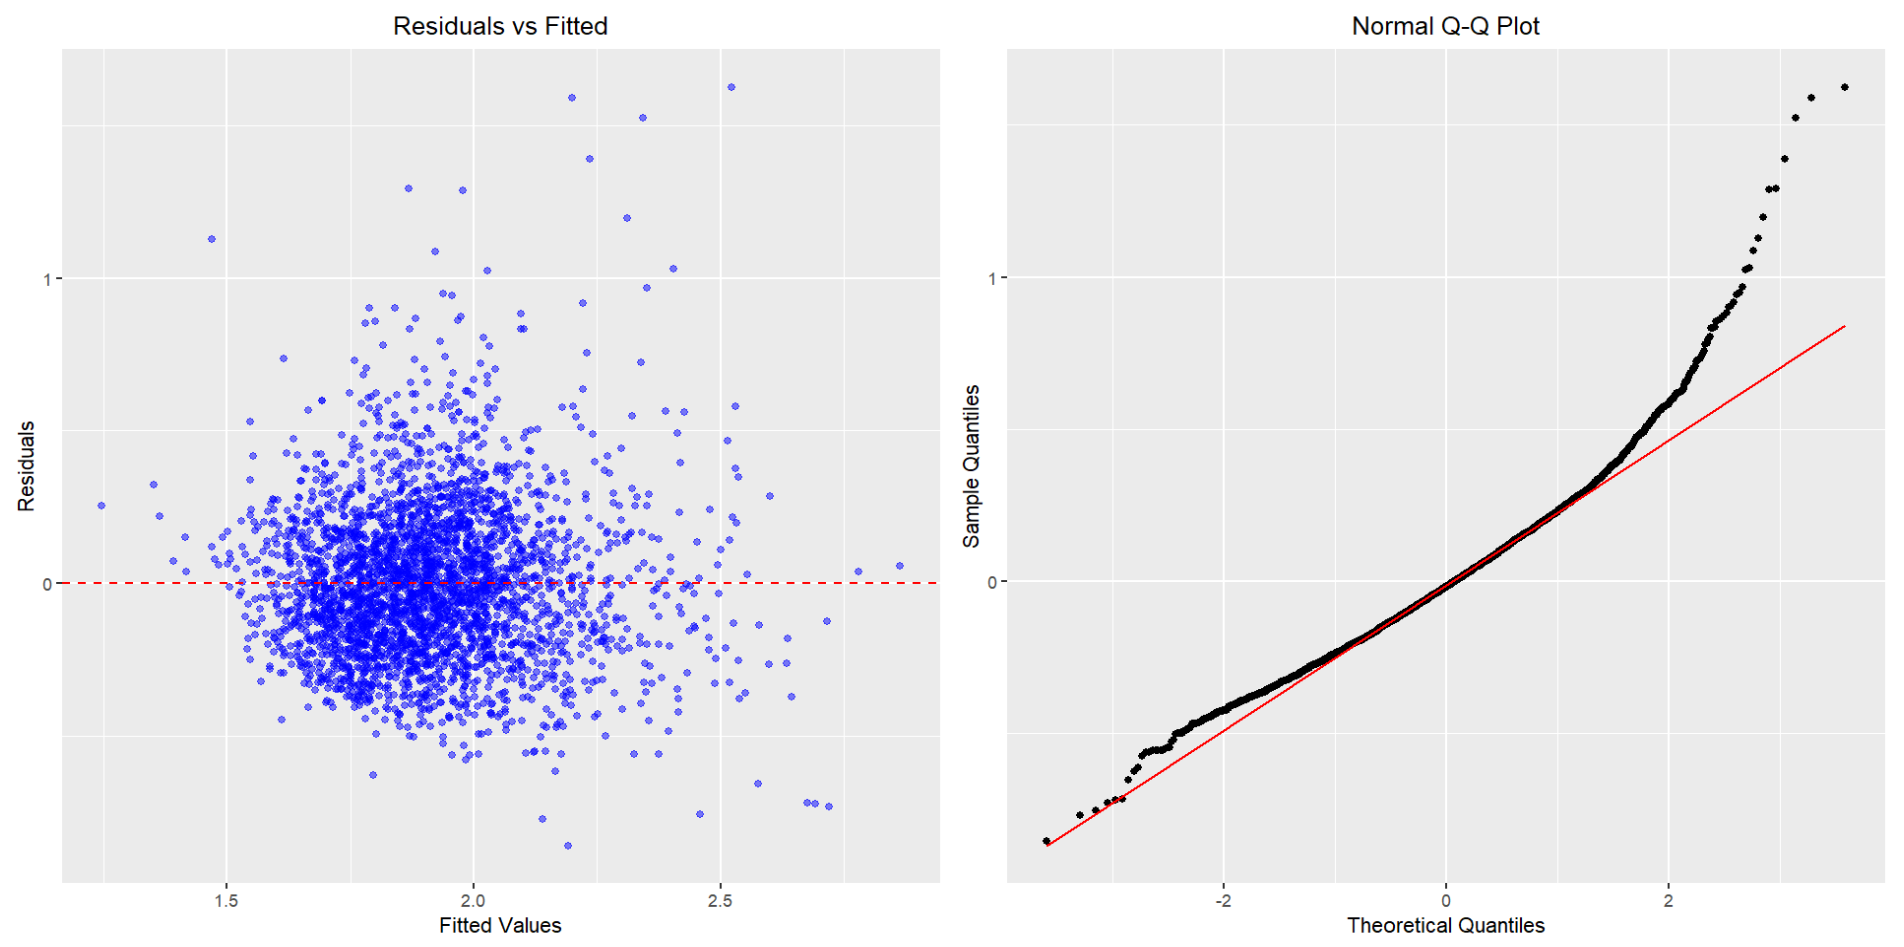 Residuals vs Fitted
Residuals
1
0
1.5
2.0
2.5
Fitted Values
Normal Q-Q Plot
Sample Quantiles
1
0
-2
0
2
Theoretical Quantiles